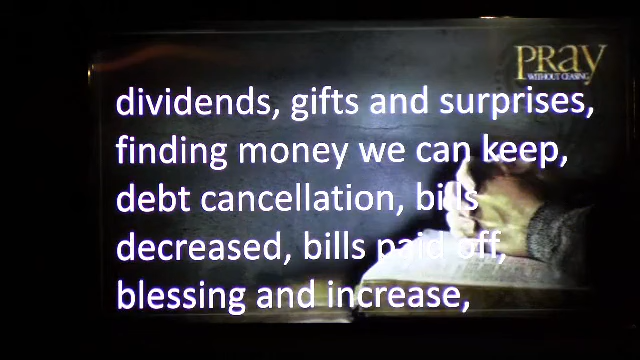 PRAY
WITHOUT CEASING
dividends, gifts and surprises,
finding money we can keep,
debt cancellation, bills
decreased, bills paid off,
blessing and increase,